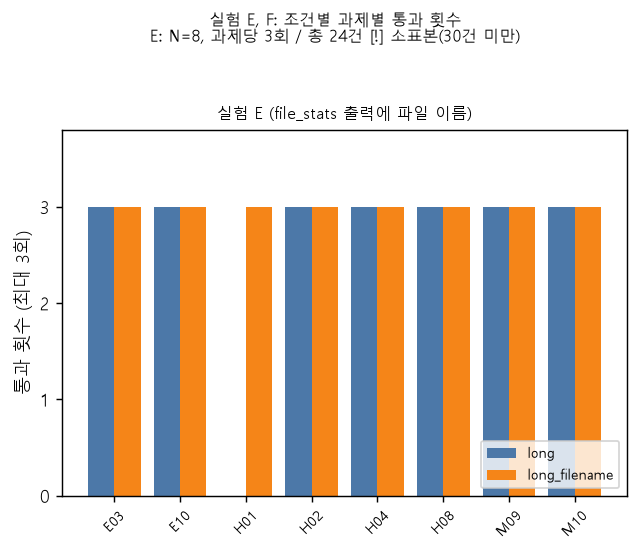 실험 E, F: 조건별 과제별 통과 횟수
E: N=8, 과제당 3회 / 총 24건 [!] 소표본(30건 미만)
실험 E (file_stats 출력에 파일 이름)
통과 횟수 (최대 3회)
3
2
1
0
long
long_filename
E03
E10
H01
H02
H04
H08
M09
M10